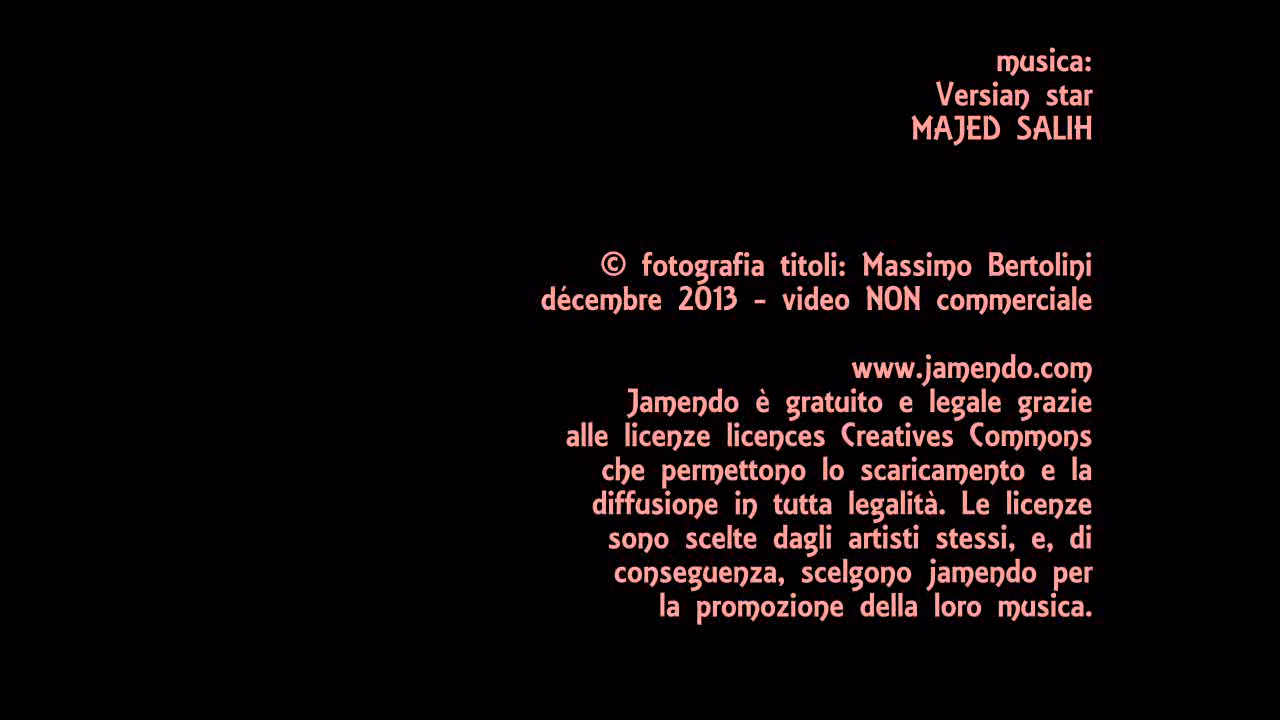 musica:
Versian star
MAJED SALIH
© fotografia titoli: Massimo Bertolini
décembre 2013 - video NON commerciale
www.jamendo.com
Jamendo è gratuito e legale grazie
alle licenze licences Creatives Commons
che permettono lo scaricamento e la
diffusione in tutta legalità. Le licenze
sono scelte dagli artisti stessi, e, di
conseguenza, scelgono jamendo per
la promozione della loro musica.